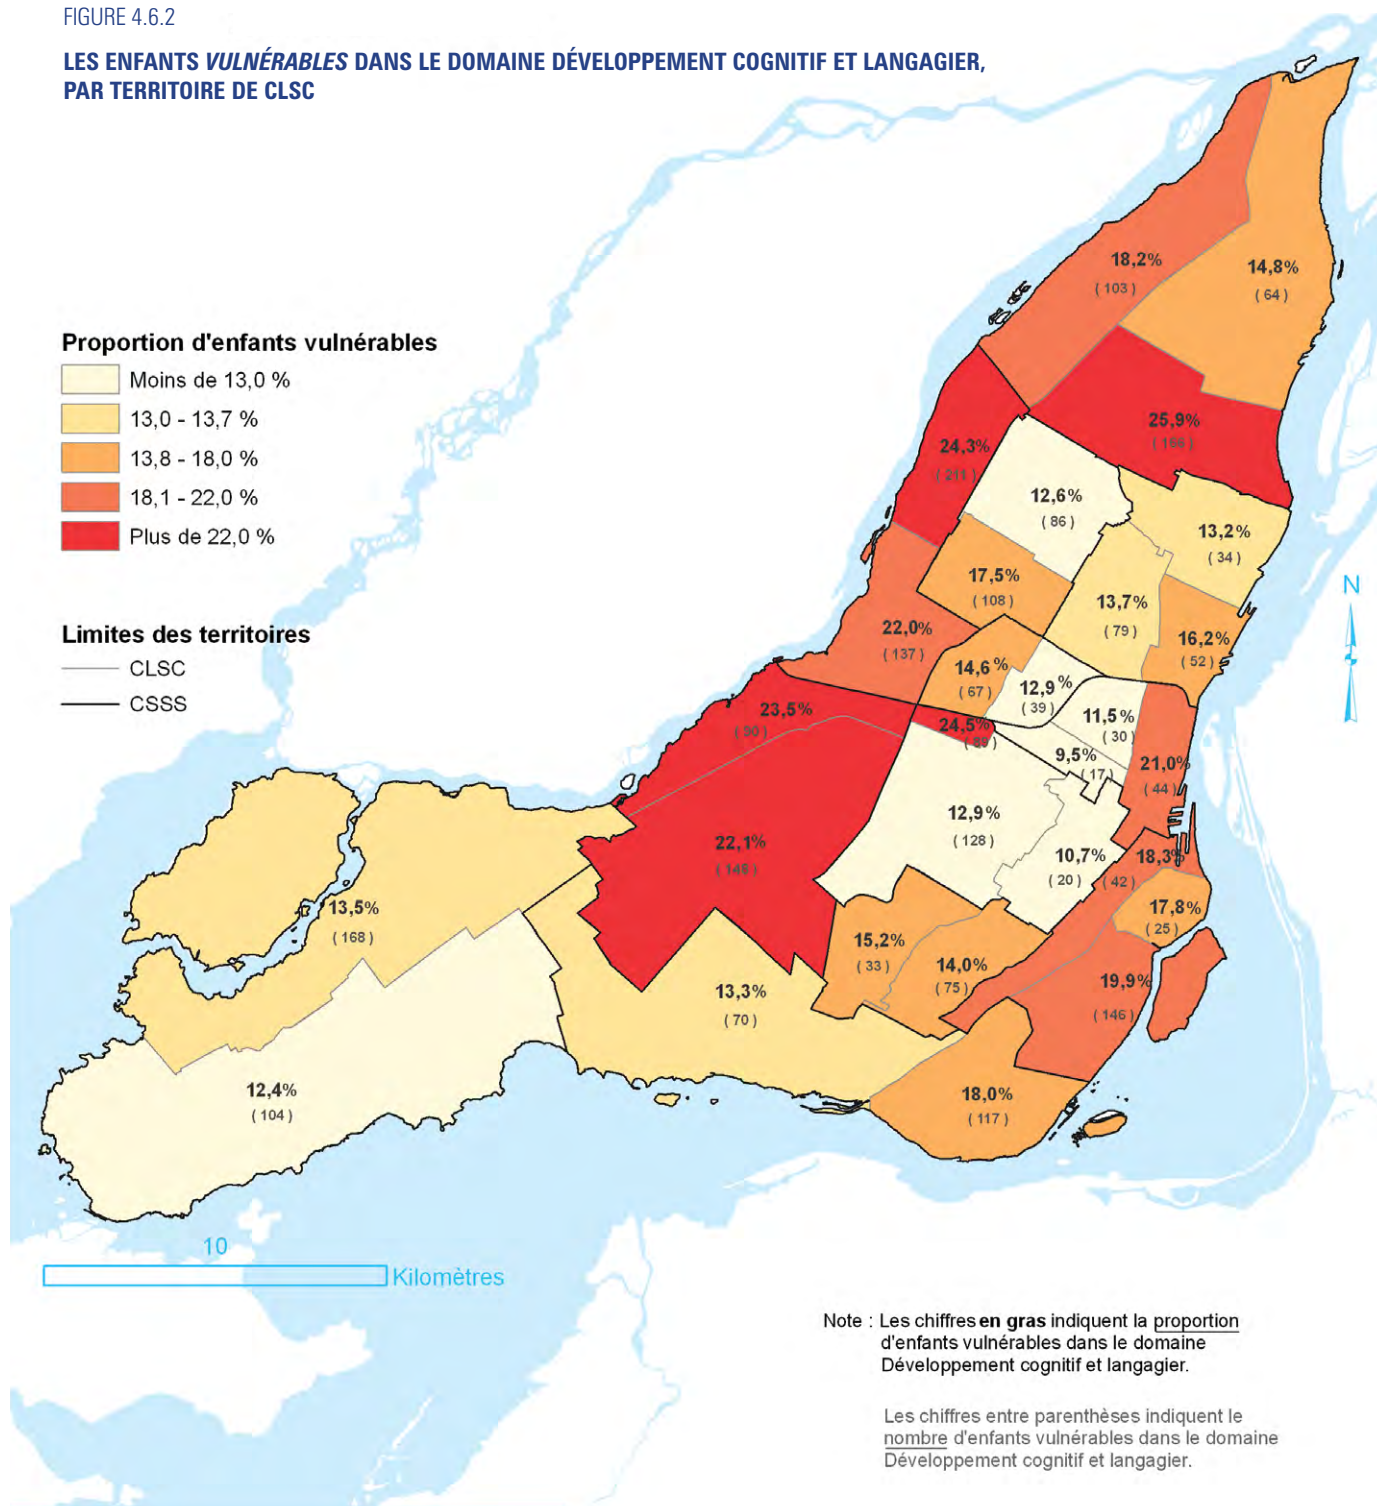 FIGURE 4.6.2
LES ENFANTS VULNÉRABLES DANS LE DOMAINE DÉVELOPPEMENT COGNITIF ET LANGAGIER,
PAR TERRITOIRE DE CLSC
Proportion d'enfants vulnérables
Moins de 13,0 %
13,0 - 13,7 %
13,8 - 18,0 %
18,1 - 22,0 %
Plus de 22,0 %
Limites des territoires
CLSC
CSSS
18,2%
( 103 )
14,8%
( 64 )
25,9%
24,3%
12,6%
( 86 )
13,2%
( 34 )
17,5%
( 108 )
13,7%
( 79 )
16,2%
( 52 )
22,0%
( 137 )
14,6 %
( 67 )
12,9 %
( 39 )
11,5%
( 30 )
23,5%
( 90 )
24,5%
( 89 )
9,5%
( 17 )
21,0%
( 44 )
12,9%
( 128 )
22,1%
10,7%
( 20 )
18,3%
( 42 )
17,8%
( 25 )
13,5%
( 168 )
15,2%
( 33 )
14,0%
( 75 )
13,3%
( 70 )
19,9%
( 146 )
12,4%
( 104 )
18,0%
( 117 )
N
10
Kilomètres
Note : Les chiffres en gras indiquent la proportion
d'enfants vulnérables dans le domaine
Développement cognitif et langagier.
Les chiffres entre parenthèses indiquent le
nombre d'enfants vulnérables dans le domaine
Développement cognitif et langagier.